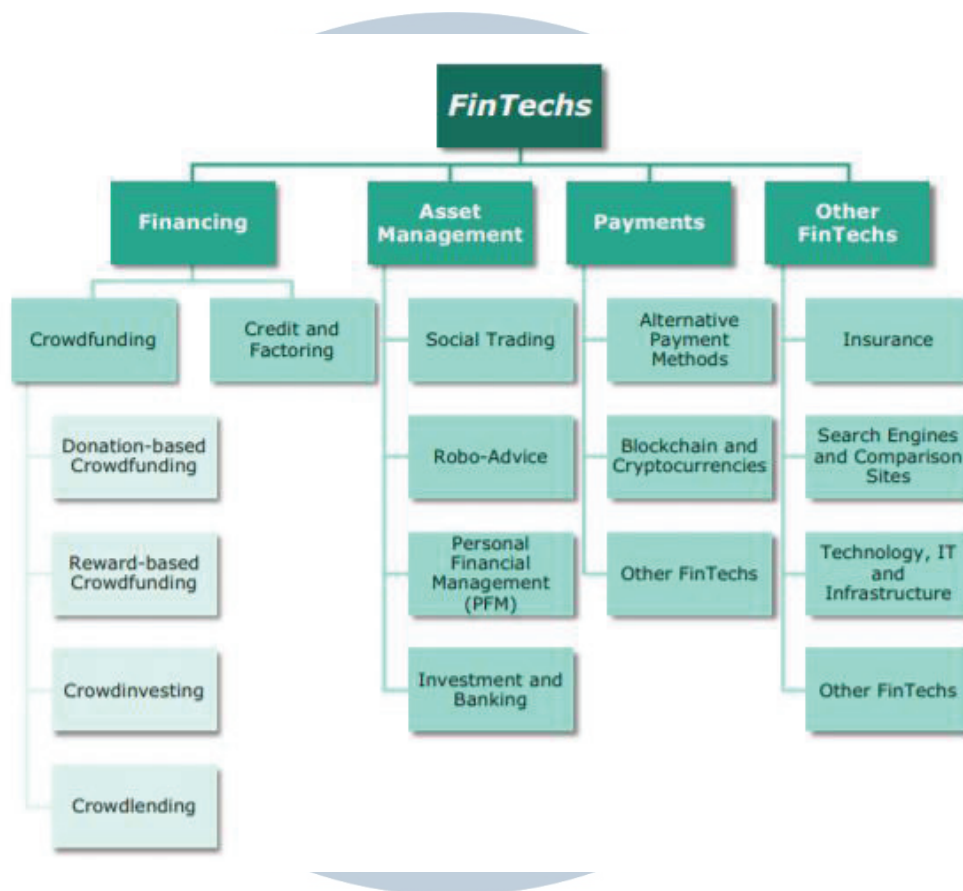 FinTechs
Financing
Asset
Management
Payments
Other
FinTechs
Crowdfunding
Credit and
Factoring
Social Trading
Alternative
Payment
Methods
Insurance
Donation-based
Crowdfunding
Robo-Advice
Blockchain and
Cryptocurrencies
Search Engines
and Comparison
Sites
Reward-based
Crowdfunding
Personal
Financial
Management
(PFM)
Other FinTechs
Technology, IT
and
Infrastructure
Crowdinvesting
Investment and
Banking
Other FinTechs
Crowdlending